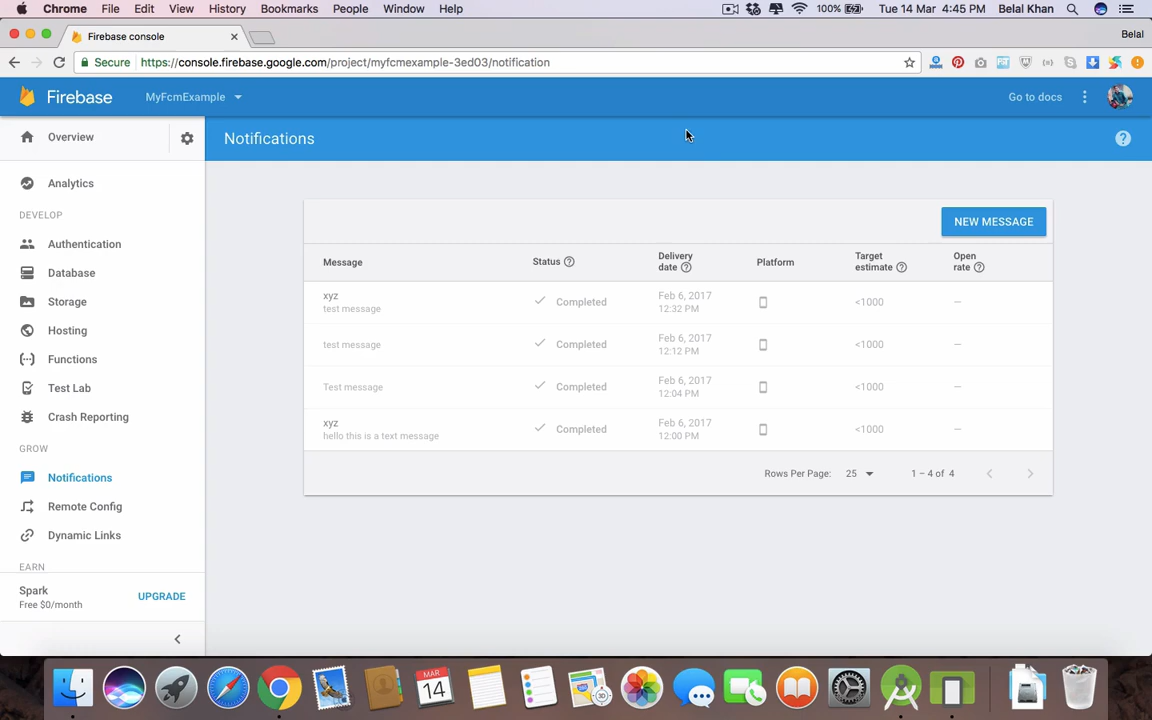 Chrome File Edit View History Bookmarks People Window Help 100% Tue 14 Mar 4:45 PM Belal Khan
Firebase console Belal
Secure https://console.firebase.google.com/project/myfcmexample-3ed03/notification
Firebase MyFcmExample Go to docs
Overview
Notifications
Analytics
DEVELOP
Authentication
Database
Storage
Hosting
Functions
Test Lab
Crash Reporting
GROW
Notifications
Remote Config
Dynamic Links
EARN
Spark
Free $0/month
UPGRADE
NEW MESSAGE
Message Status Delivery date Platform Target estimate Open rate
xyz
test message Completed Feb 6, 2017 12:32 PM <1000 —
test message Completed Feb 6, 2017 12:12 PM <1000 —
Test message Completed Feb 6, 2017 12:04 PM <1000 —
xyz
hello this is a text message Completed Feb 6, 2017 12:00 PM <1000 —
Rows Per Page: 25 1 – 4 of 4
MAR
14